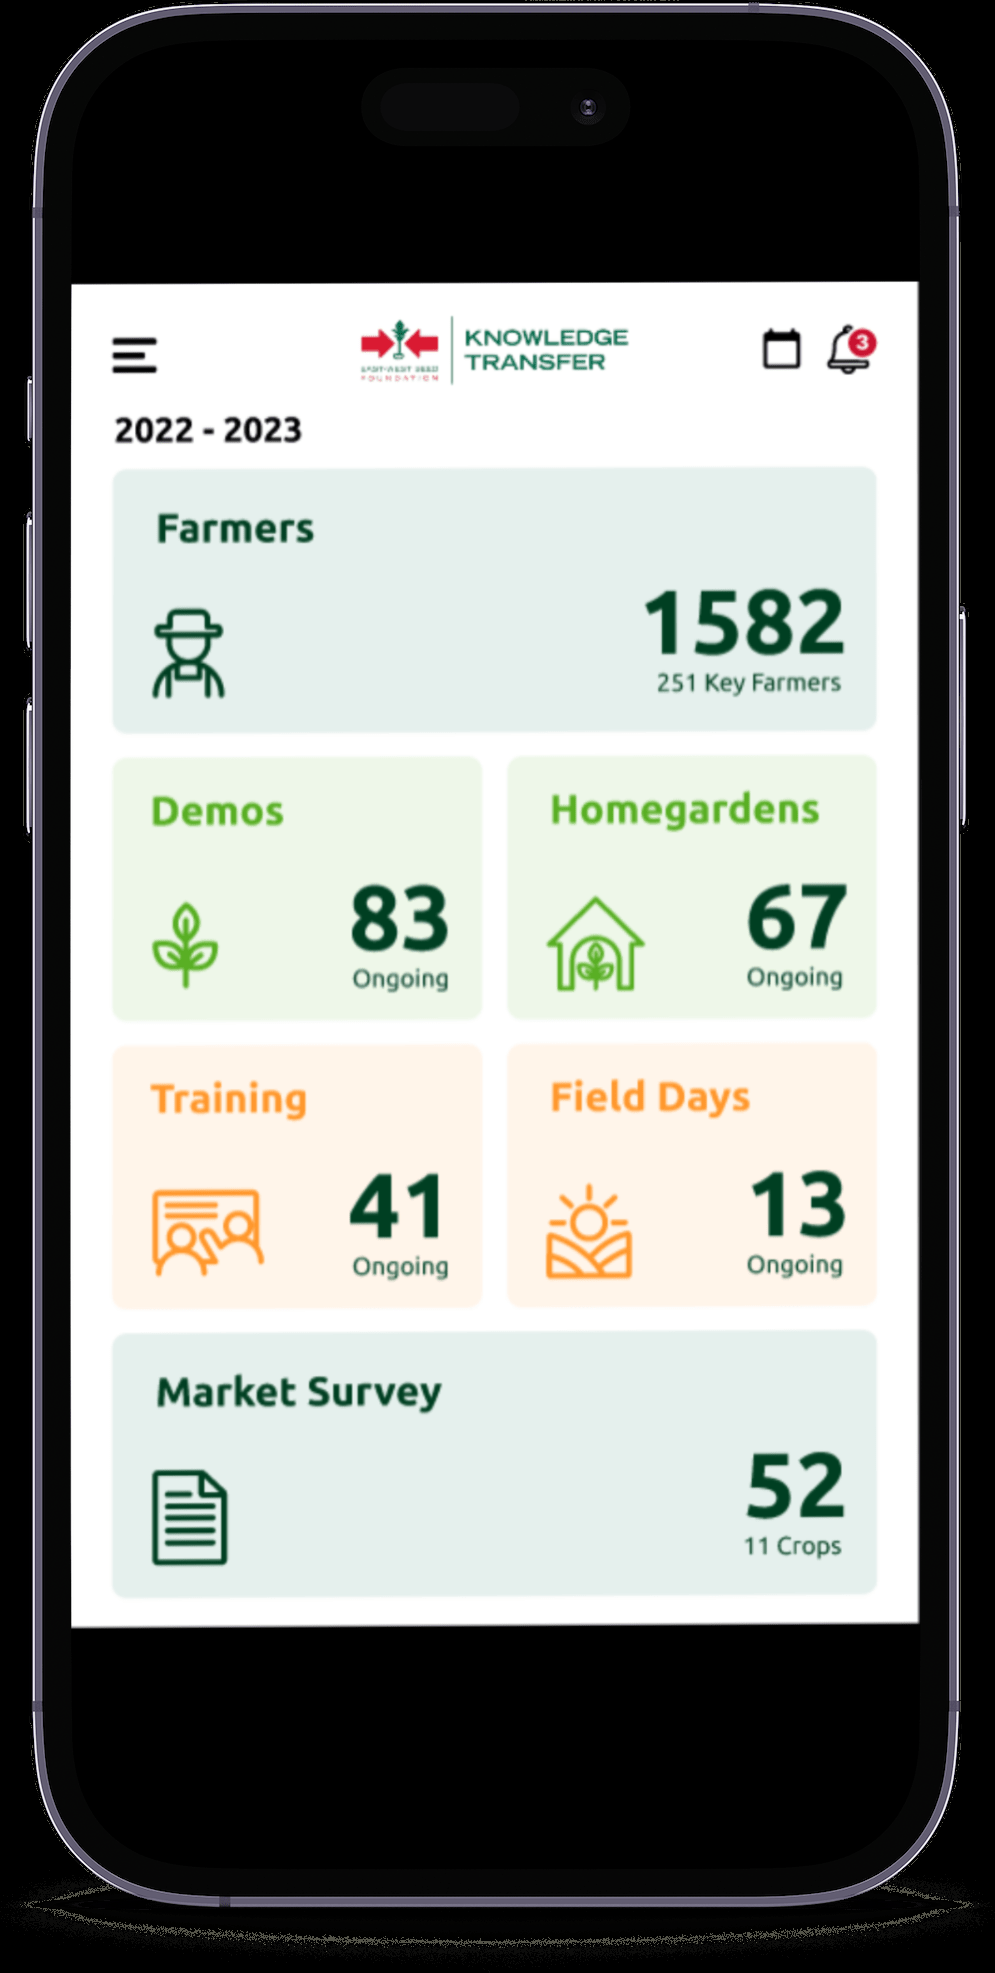 KNOWLEDGE
TRANSFER
EAST-WEST SEED
FOUNDATION
3
2022 - 2023
Farmers
1582
251 Key Farmers
Demos
83
Ongoing
Homegardens
67
Ongoing
Training
41
Ongoing
Field Days
13
Ongoing
Market Survey
52
11 Crops